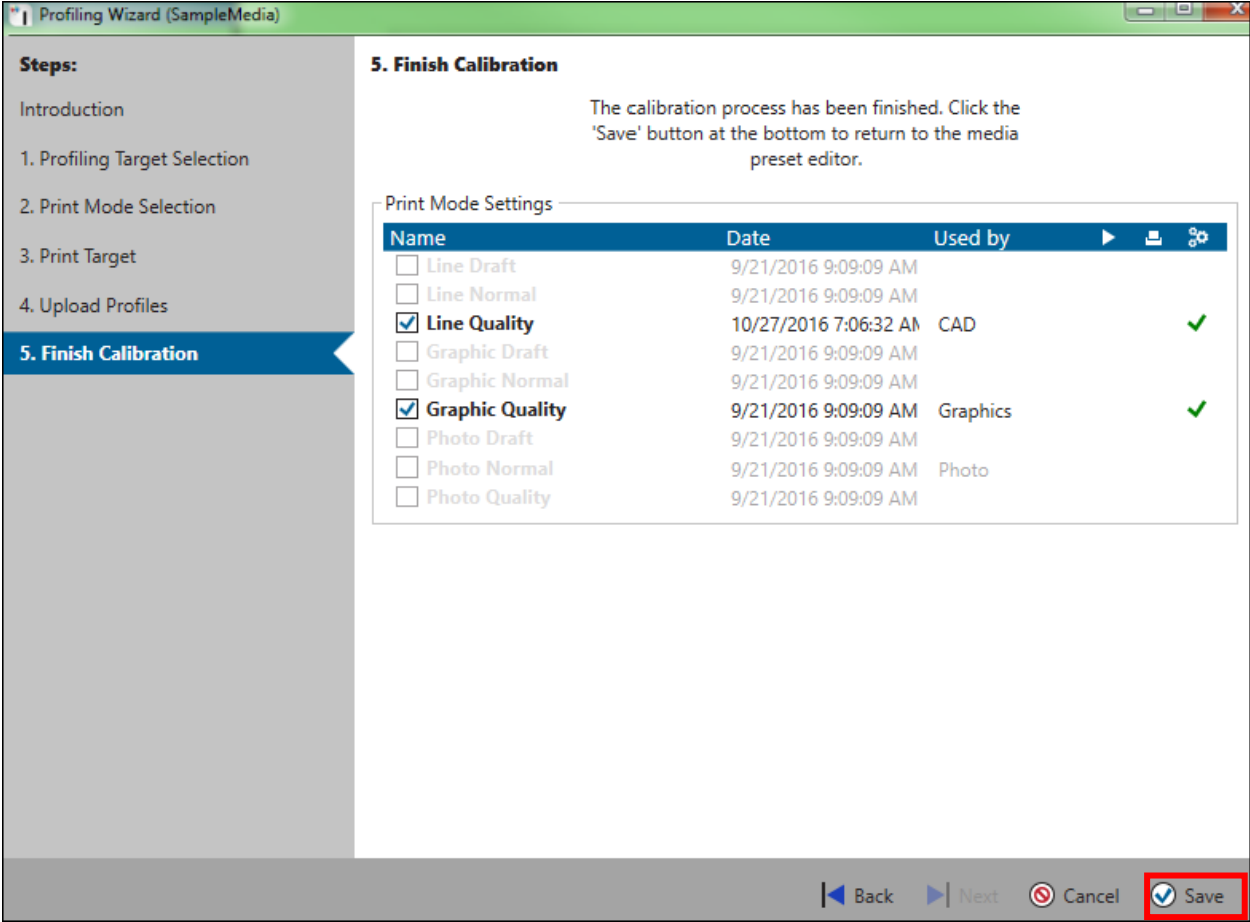 Profiling Wizard (SampleMedia)
Steps:
Introduction
1. Profiling Target Selection
2. Print Mode Selection
3. Print Target
4. Upload Profiles
5. Finish Calibration
5. Finish Calibration
The calibration process has been finished. Click the
'Save' button at the bottom to return to the media
preset editor.
Print Mode Settings
Name Date Used by
Line Draft 9/21/2016 9:09:09 AM
Line Normal 9/21/2016 9:09:09 AM
Line Quality 10/27/2016 7:06:32 AM CAD
Graphic Draft 9/21/2016 9:09:09 AM
Graphic Normal 9/21/2016 9:09:09 AM
Graphic Quality 9/21/2016 9:09:09 AM Graphics
Photo Draft 9/21/2016 9:09:09 AM
Photo Normal 9/21/2016 9:09:09 AM Photo
Photo Quality 9/21/2016 9:09:09 AM
Back Next Cancel Save